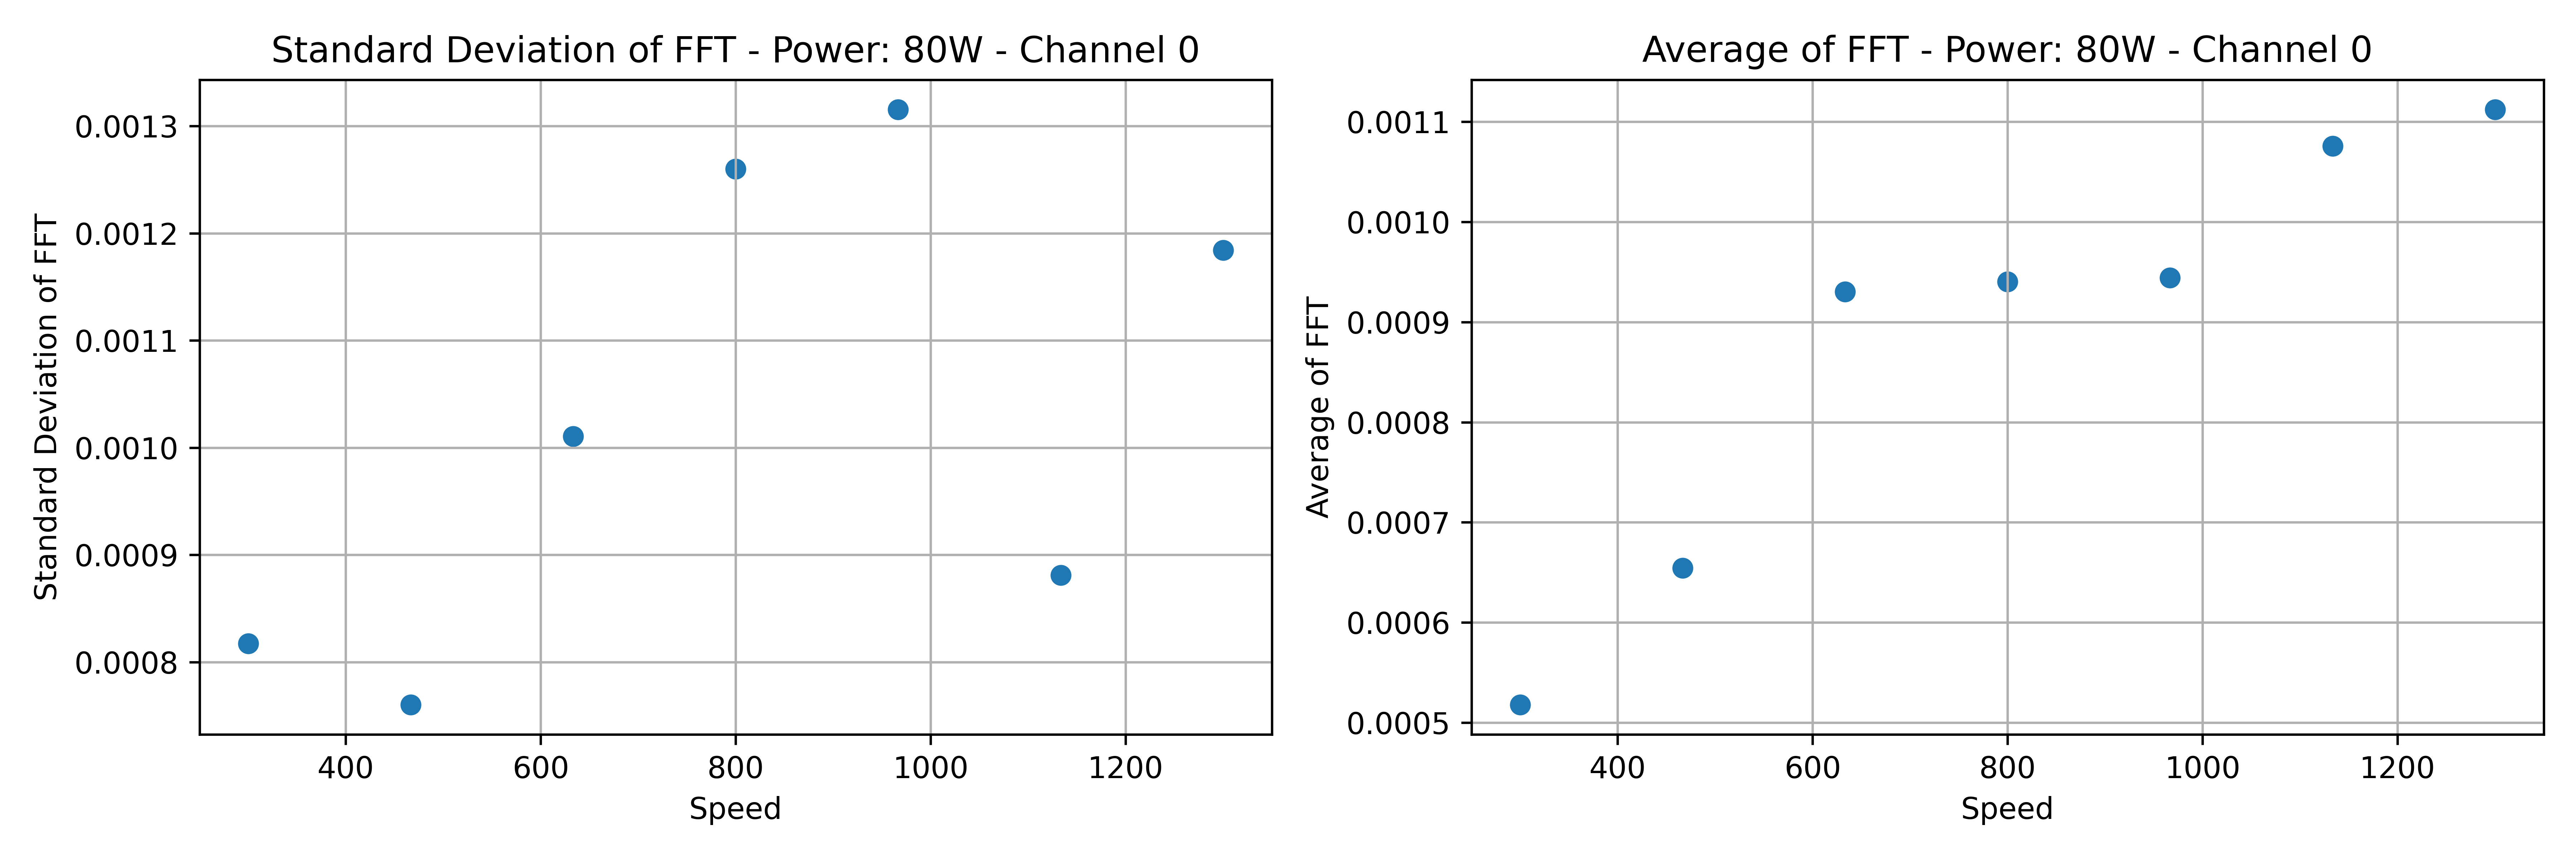 Standard Deviation of FFT - Power: 80W - Channel 0
Standard Deviation of FFT
0.0013
0.0012
0.0011
0.0010
0.0009
0.0008
400 600 800 1000 1200
Speed
Average of FFT - Power: 80W - Channel 0
Average of FFT
0.0011
0.0010
0.0009
0.0008
0.0007
0.0006
0.0005
400 600 800 1000 1200
Speed